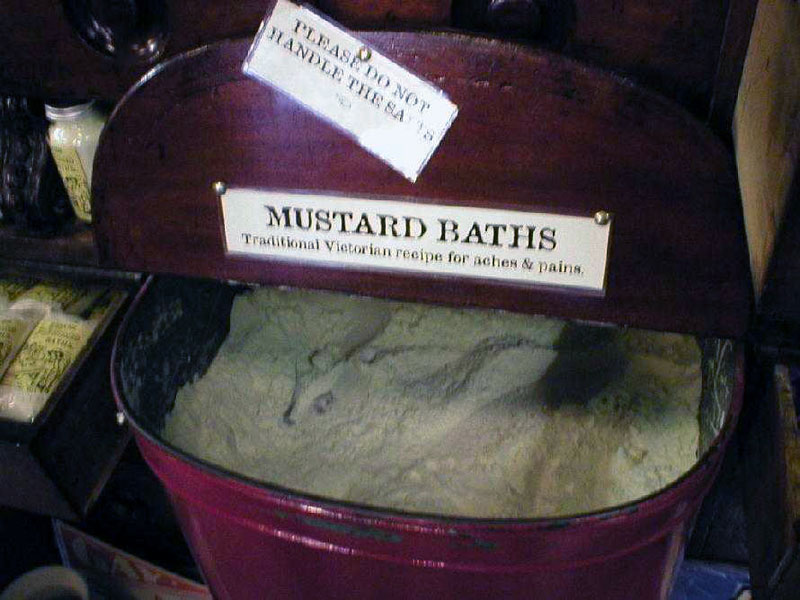 PLEASE DO NOT
HANDLE THE SALTS
MUSTARD BATHS
Traditional Victorian recipe for aches & pains.